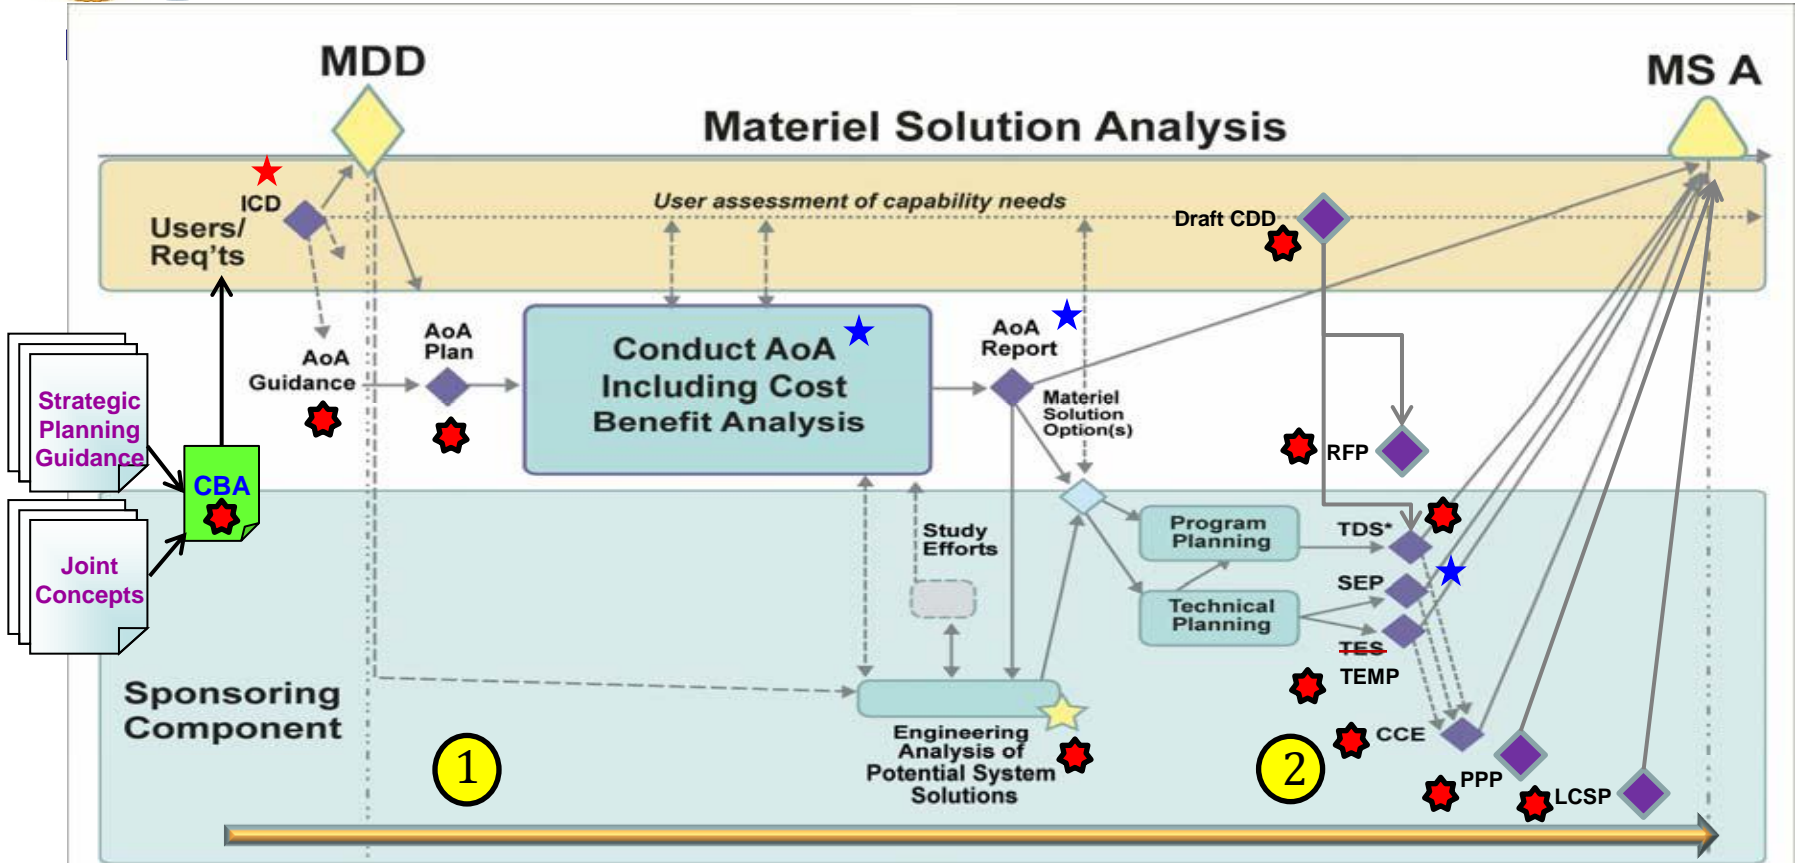 MDD
MS A
Materiel Solution Analysis
ICD
User assessment of capability needs
Draft CDD
Users/
Req'ts
AoA
Plan
AoA
Guidance
Conduct AoA
Including Cost
Benefit Analysis
AoA
Report
Materiel
Solution
Option(s)
RFP
Strategic
Planning
Guidance
CBA
Joint
Concepts
Study
Efforts
Program
Planning
Technical
Planning
TDS*
SEP
TES
TEMP
CCE
PPP
LCSP
Sponsoring
Component
Engineering
Analysis of
Potential System
Solutions
1
2